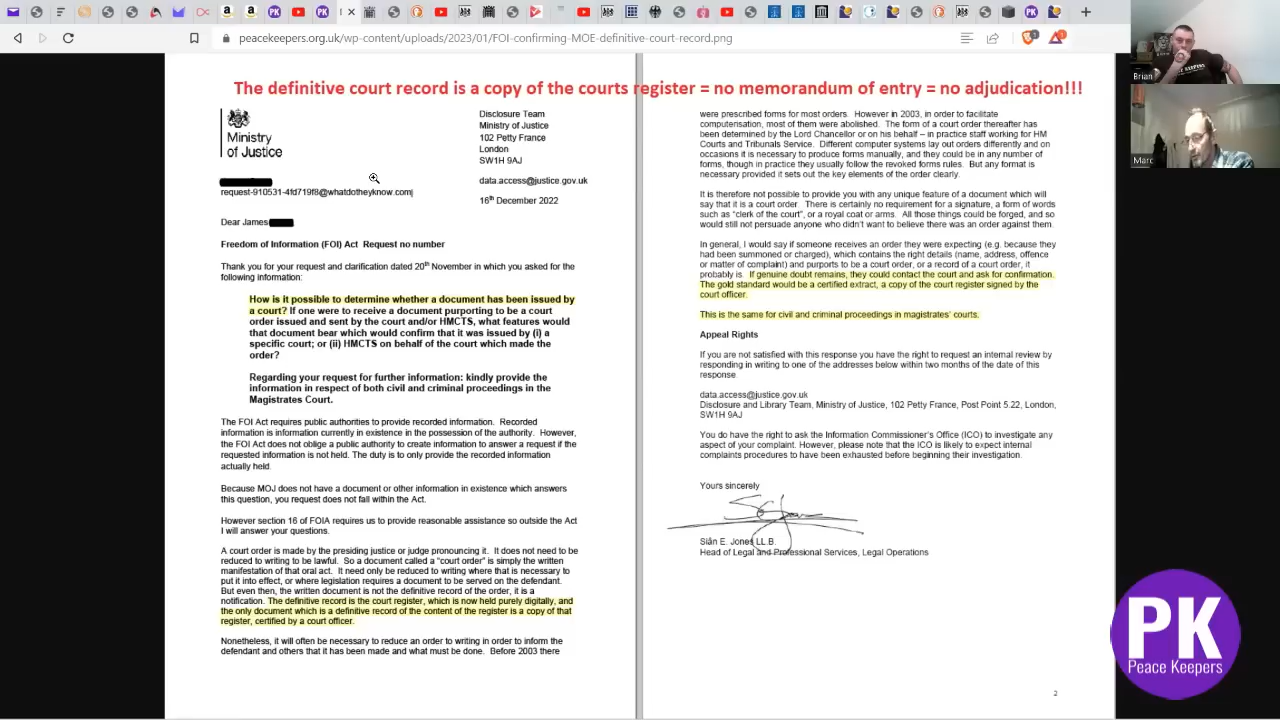 peacekeepers.org.uk/wp-content/uploads/2023/01/FOI-confirming-MOE-definitive-court-record.png
The definitive court record is a copy of the courts register = no memorandum of entry = no adjudication!!!
Ministry
of Justice
Disclosure Team
Ministry of Justice
102 Petty France
London
SW1H 9AJ
data.access@justice.gov.uk
16th December 2022
request-910531-4fd719f8@whatdotheyknow.com
Dear James
Freedom of Information (FOI) Act Request no number
Thank you for your request and clarification dated 20th November in which you asked for the
following information:
How is it possible to determine whether a document has been issued by
a court? If one were to receive a document purporting to be a court
order issued and sent by the court and/or HMCTS, what features would
that document bear which would confirm that it was issued by (i) a
specific court; or (ii) HMCTS on behalf of the court which made the
order?
Regarding your request for further information: kindly provide the
information in respect of both civil and criminal proceedings in the
Magistrates Court.
The FOI Act requires public authorities to provide recorded information. Recorded
information is information currently in existence in the possession of the authority. However,
the FOI Act does not oblige a public authority to create information to answer a request if the
requested information is not held. The duty is to only provide the recorded information
actually held.
Because MOJ does not have a document or other information in existence which answers
this question, you request does not fall within the Act.
However section 16 of FOIA requires us to provide reasonable assistance so outside the Act
I will answer your questions.
A court order is made by the presiding justice or judge pronouncing it. It does not need to be
reduced to writing to be lawful. So a document called a “court order” is simply the written
manifestation of that oral act. It need only be reduced to writing where that is necessary to
put it into effect, or where legislation requires a document to be served on the defendant.
But even then, the written document is not the definitive record of the order, it is a
notification. The definitive record is the court register, which is now held purely digitally, and
the only document which is a definitive record of the content of the register is a copy of that
register, certified by a court officer.
Nonetheless, it will often be necessary to reduce an order to writing in order to inform the
defendant and others that it has been made and what must be done. Before 2003 there
were prescribed forms for most orders. However in 2003, in order to facilitate
computerisation, most of them were abolished. The form of a court order thereafter has
been determined by the Lord Chancellor or on his behalf – in practice staff working for HM
Courts and Tribunals Service. Different computer systems lay out orders differently and on
occasions it is necessary to produce forms manually, and they could be in any number of
forms, though in practice they usually follow the revoked forms rules. But any format is
necessary provided it sets out the key elements of the order clearly.
It is therefore not possible to provide you with any unique feature of a document which will
say that it is a court order. There is certainly no requirement for a signature, a form of words
such as “clerk of the court”, or a royal coat or arms. All those things could be forged, and so
would still not persuade anyone who didn't want to believe there was an order against them.
In general, I would say if someone receives an order they were expecting (e.g. because they
had been summoned or charged), which contains the right details (name, address, offence
or matter of complaint) and purports to be a court order, or a record of a court order, it
probably is. If genuine doubt remains, they could contact the court and ask for confirmation.
The gold standard would be a certified extract, a copy of the court register signed by the
court officer.
This is the same for civil and criminal proceedings in magistrates' courts.
Appeal Rights
If you are not satisfied with this response you have the right to request an internal review by
responding in writing to one of the addresses below within two months of the date of this
response.
data.access@justice.gov.uk
Disclosure and Library Team, Ministry of Justice, 102 Petty France, Post Point 5.22, London,
SW1H 9AJ
You do have the right to ask the Information Commissioner's Office (ICO) to investigate any
aspect of your complaint. However, please note that the ICO is likely to expect internal
complaints procedures to have been exhausted before beginning their investigation.
Yours sincerely
Siân E. Jones LL.B.
Head of Legal and Professional Services, Legal Operations
2
Brian
Marc
PK
Peace Keepers